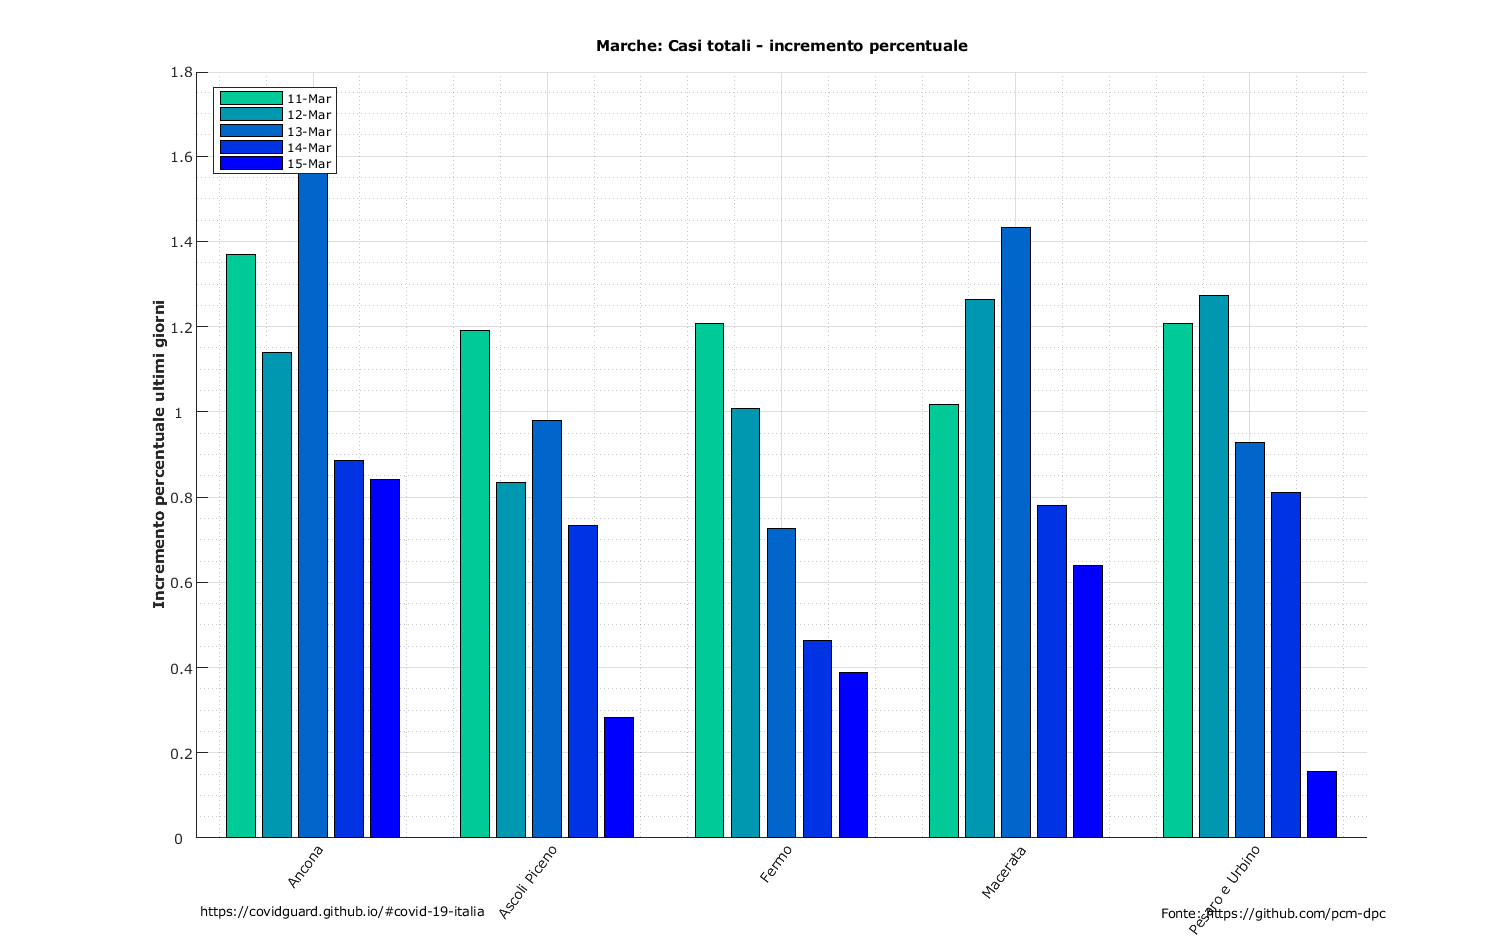 Marche: Casi totali - incremento percentuale
1.8
1.6
1.4
1.2
1
0.8
0.6
0.4
0.2
0
Incremento percentuale ultimi giorni
11-Mar
12-Mar
13-Mar
14-Mar
15-Mar
Ancona
Ascoli Piceno
Fermo
Macerata
Pesaro e Urbino
https://covidguard.github.io/#covid-19-italia
Fonte: https://github.com/pcm-dpc